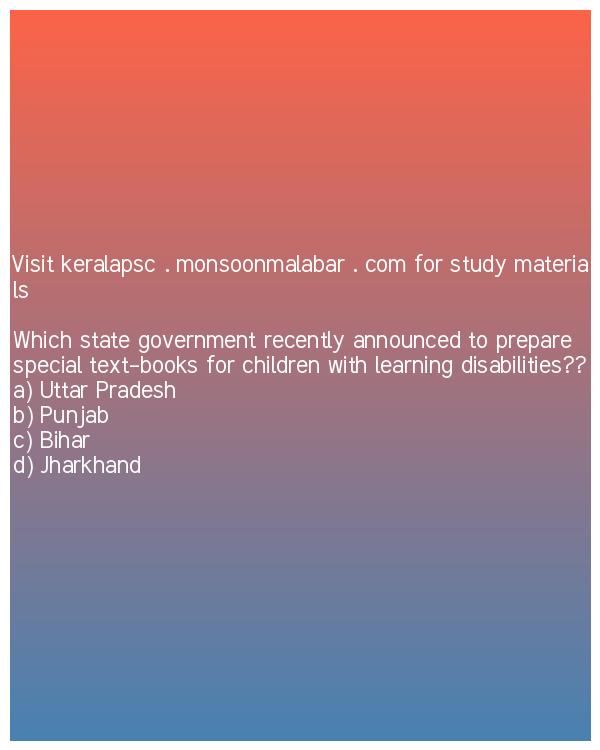 Visit keralapsc . monsoonmalabar . com for study materia
ls
Which state government recently announced to prepare
special text-books for children with learning disabilities??
a) Uttar Pradesh
b) Punjab
c) Bihar
d) Jharkhand